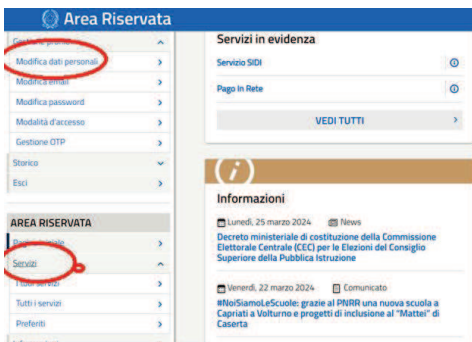 Area Riservata
Modifica dati personali
Modifica email
Modifica password
Modalità d'accesso
Gestione OTP
Storico
Esci
AREA RISERVATA
Pagina iniziale
Servizi
I tuoi servizi
Tutti i servizi
Preferiti
Servizi in evidenza
Servizio SIDI
Pago In Rete
VEDI TUTTI
Informazioni
Lunedì, 25 marzo 2024 News
Decreto ministeriale di costituzione della Commissione
Elettorale Centrale (CEC) per le Elezioni del Consiglio
Superiore della Pubblica Istruzione
Venerdì, 22 marzo 2024 Comunicato
#NoiSiamoLeScuole: grazie al PNRR una nuova scuola a
Capriati a Volturno e progetti di inclusione al "Mattei" di
Caserta